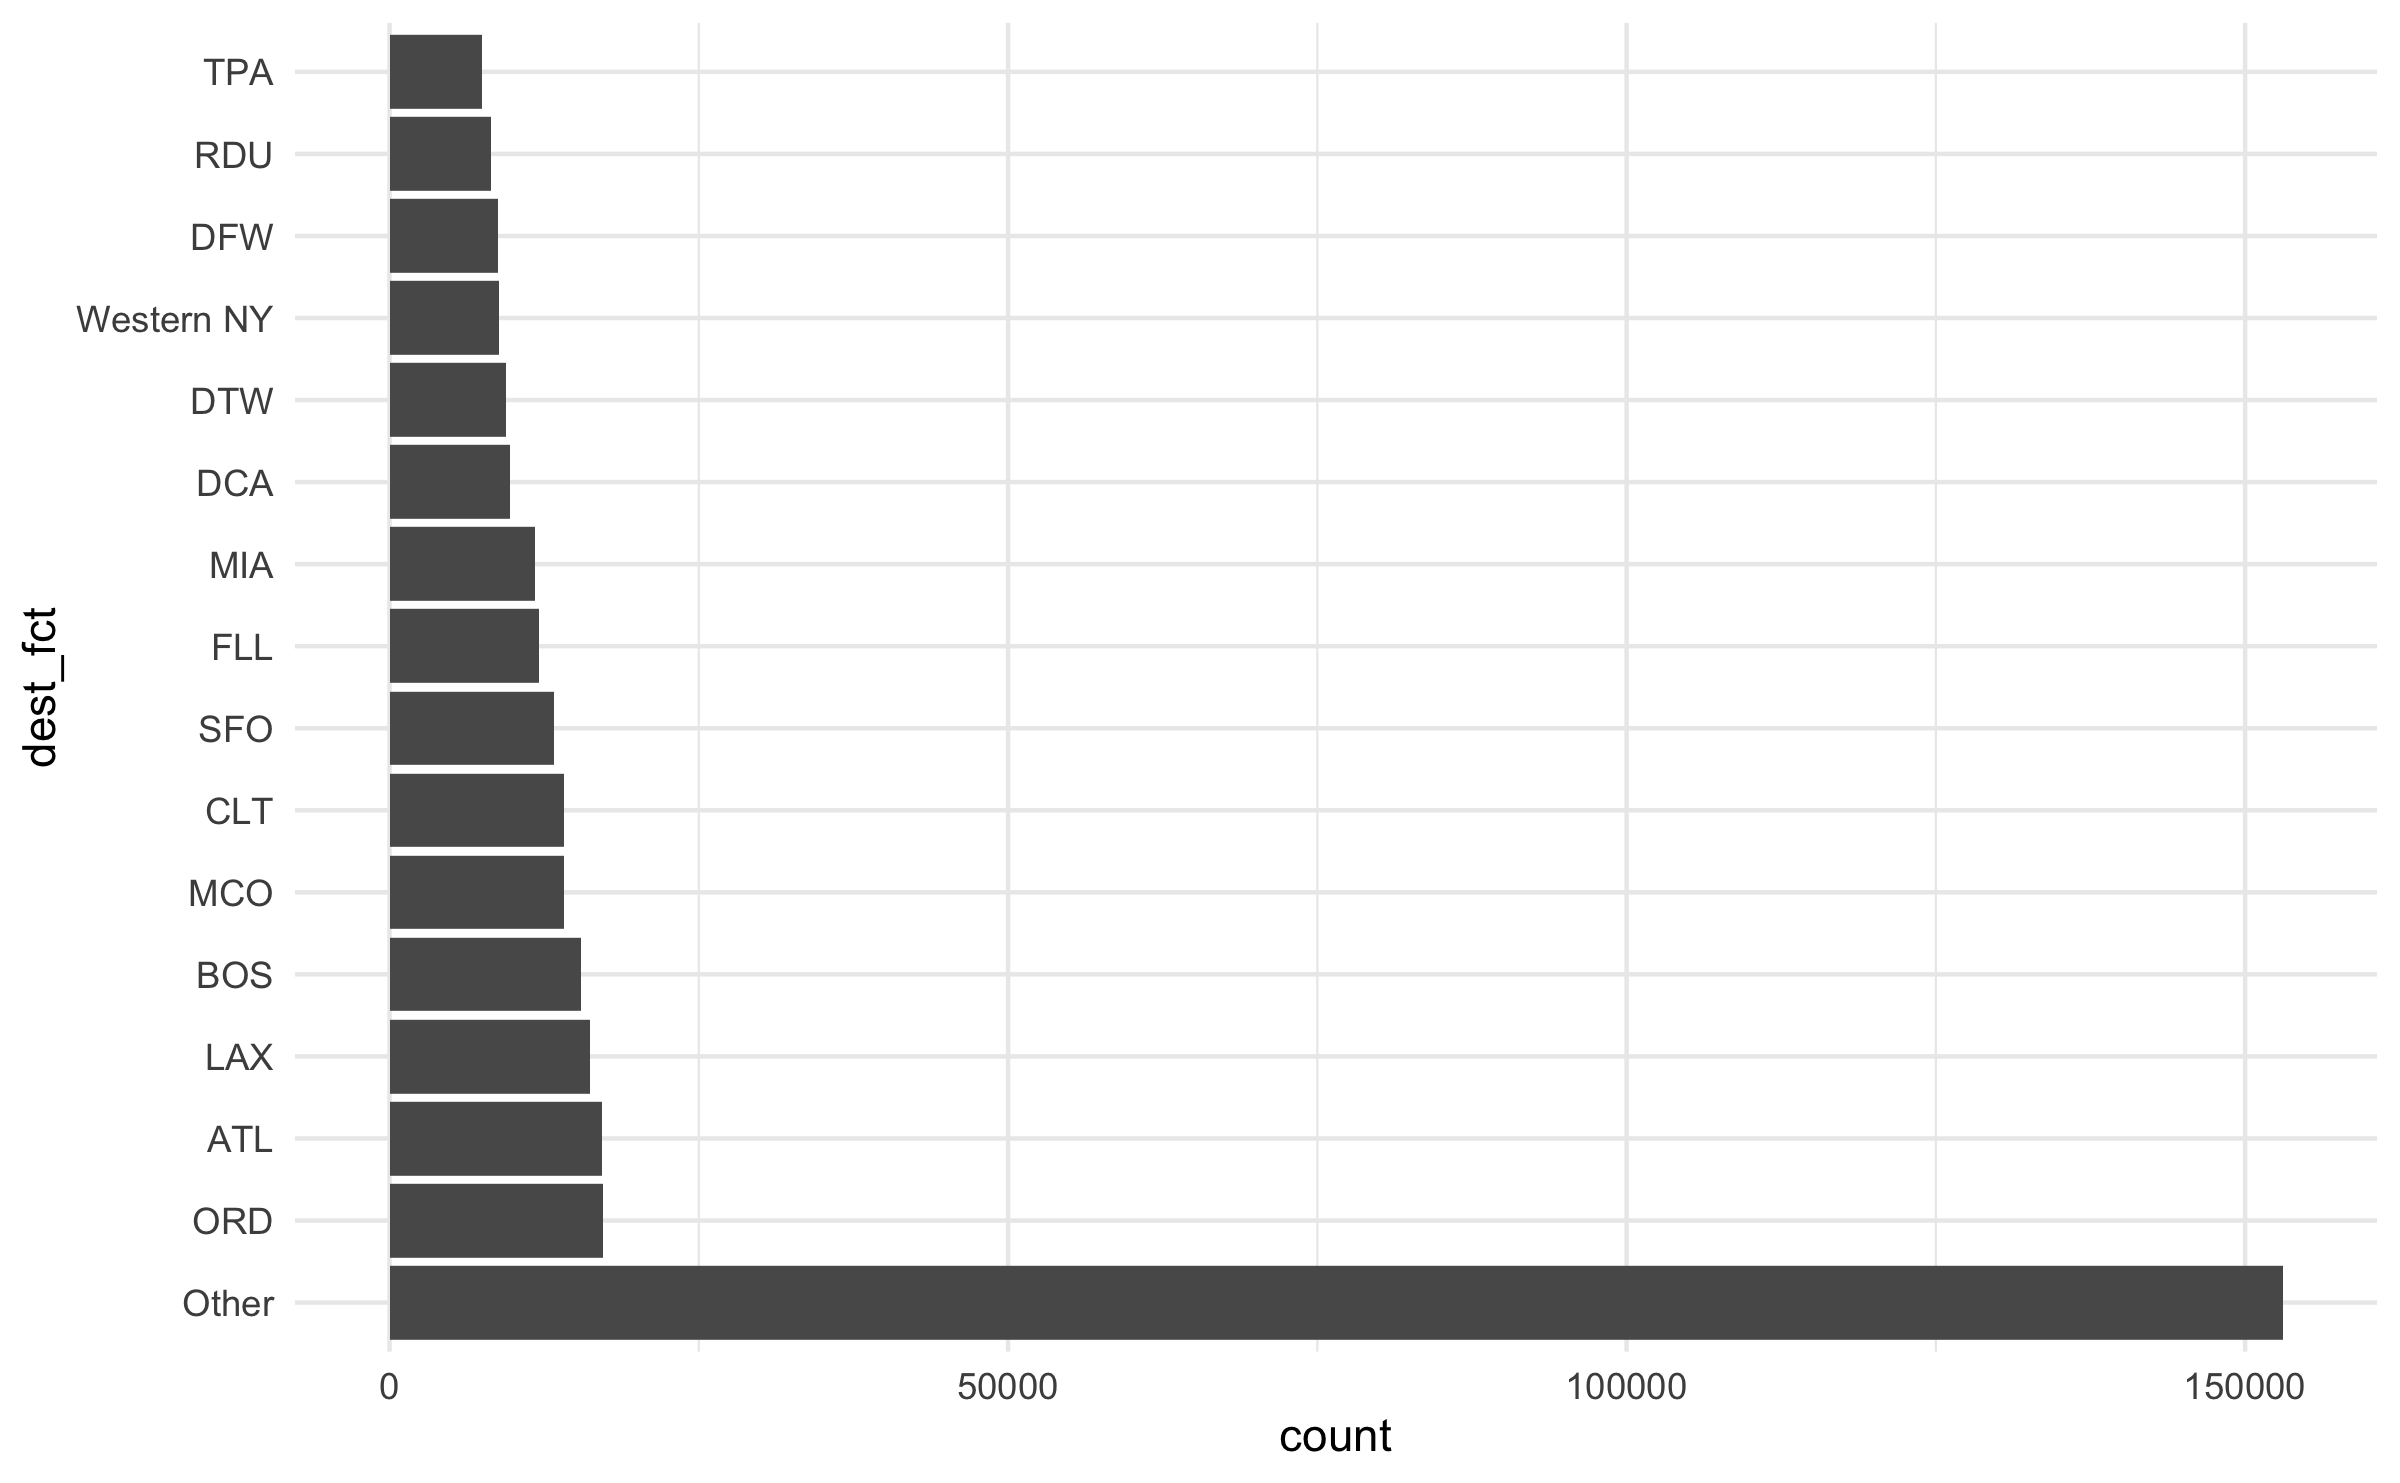 TPA
RDU
DFW
Western NY
DTW
DCA
MIA
FLL
SFO
CLT
MCO
BOS
LAX
ATL
ORD
Other
dest_fct
0 50000 100000 150000
count